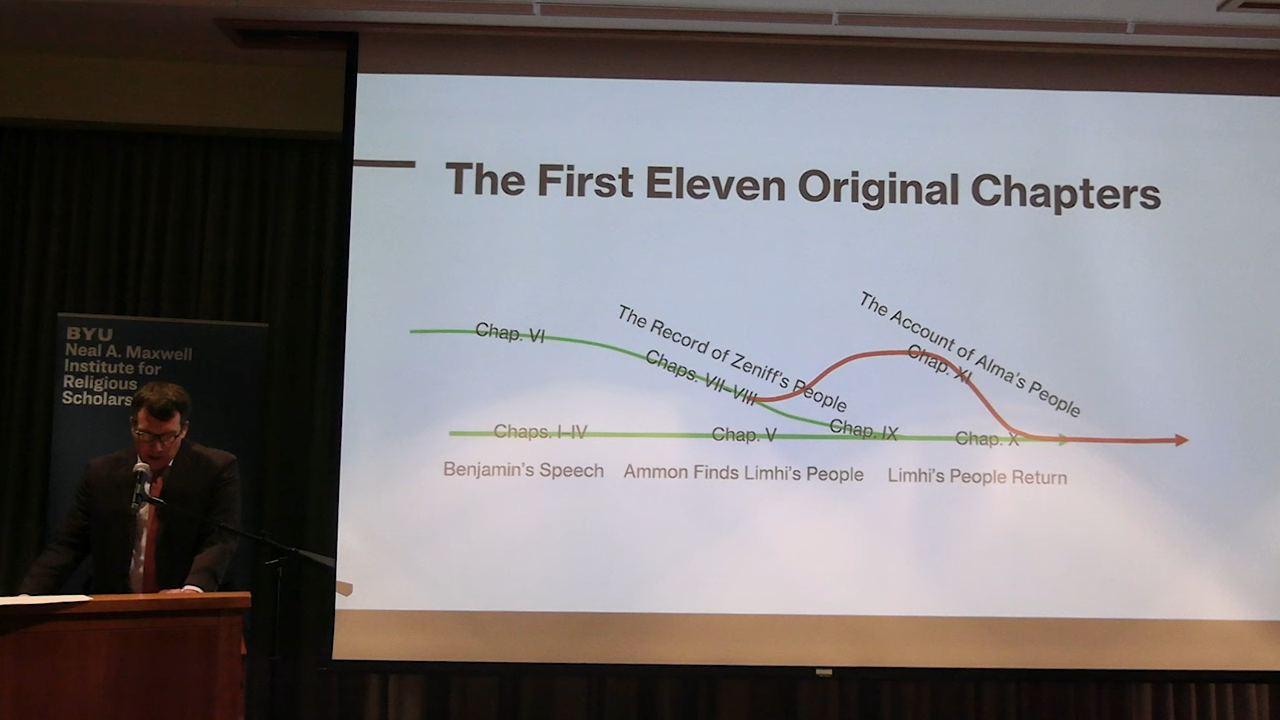 The First Eleven Original Chapters
The Account of Alma's People
The Record of Zeniff's People
Chap. VI
Chaps. VII–VIII
Chap. XI
Chaps. I–IV
Chap. V
Chap. IX
Chap. X
Benjamin's Speech
Ammon Finds Limhi's People
Limhi's People Return
BYU
Neal A. Maxwell
Institute for
Religious
Scholars